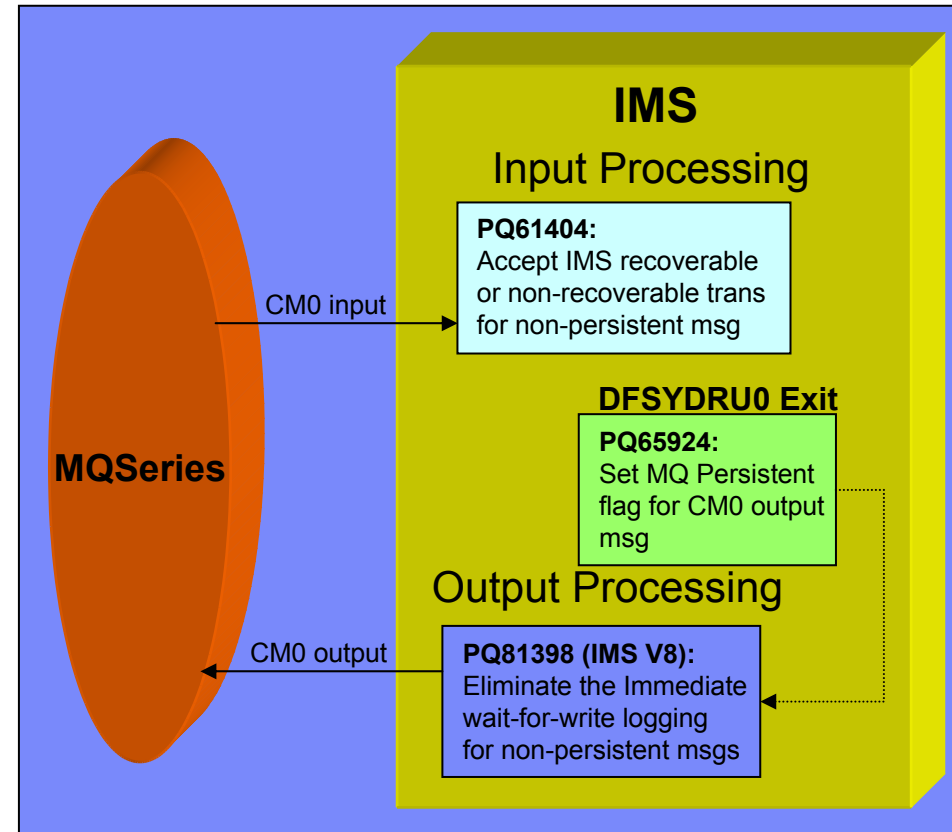 IMS
Input Processing
PQ61404:
Accept IMS recoverable
or non-recoverable trans
for non-persistent msg
CM0 input
DFSYDRU0 Exit
PQ65924:
Set MQ Persistent
flag for CM0 output
msg
MQSeries
Output Processing
CM0 output
PQ81398 (IMS V8):
Eliminate the Immediate
wait-for-write logging
for non-persistent msgs